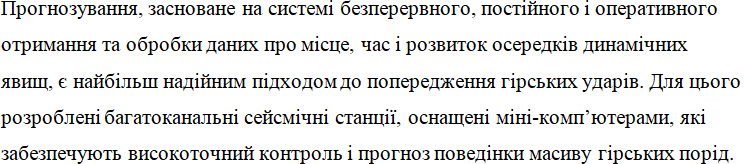 Прогнозування, засноване на системі безперервного, постійного і оперативного
отримання та обробки даних про місце, час і розвиток осередків динамічних
явищ, є найбільш надійним підходом до попередження гірських ударів. Для цього
розроблені багатоканальні сейсмічні станції, оснащені міні-комп’ютерами, які
забезпечують високоточний контроль і прогноз поведінки масиву гірських порід.